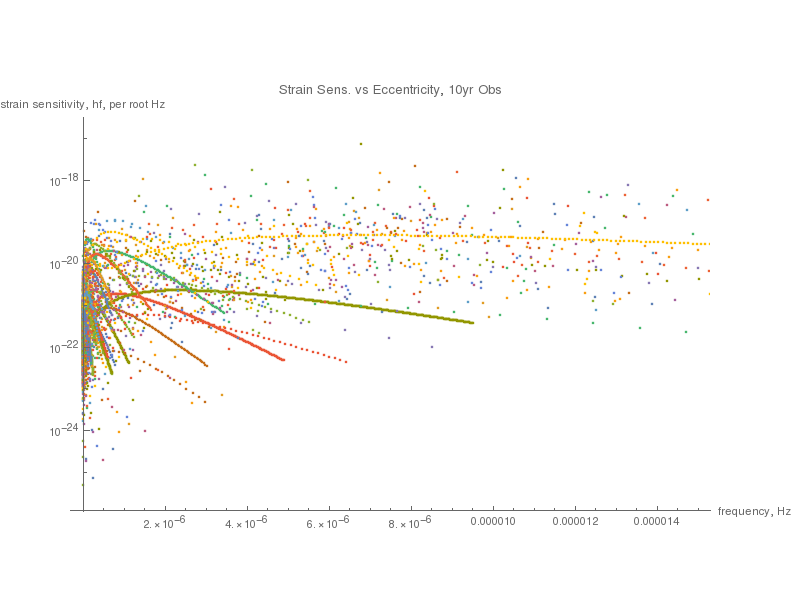 Strain Sens. vs Eccentricity, 10yr Obs
strain sensitivity, hf, per root Hz
10^-18
10^-20
10^-22
10^-24
2. × 10^-6 4. × 10^-6 6. × 10^-6 8. × 10^-6 0.000010 0.000012 0.000014
frequency, Hz